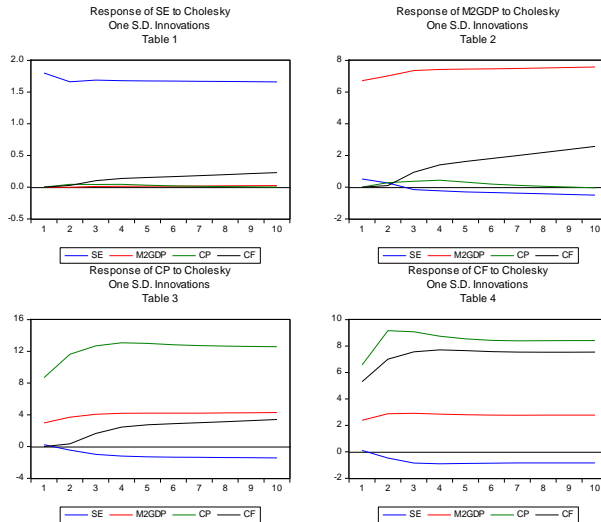 Response of SE to Cholesky
One S.D. Innovations
Table 1
2.0
1.5
1.0
0.5
0.0
-0.5
1 2 3 4 5 6 7 8 9 10
SE M2GDP CP CF
Response of M2GDP to Cholesky
One S.D. Innovations
Table 2
8
6
4
2
0
-2
1 2 3 4 5 6 7 8 9 10
SE M2GDP CP CF
Response of CP to Cholesky
One S.D. Innovations
Table 3
16
12
8
4
0
-4
1 2 3 4 5 6 7 8 9 10
SE M2GDP CP CF
Response of CF to Cholesky
One S.D. Innovations
Table 4
10
8
6
4
2
0
-2
1 2 3 4 5 6 7 8 9 10
SE M2GDP CP CF